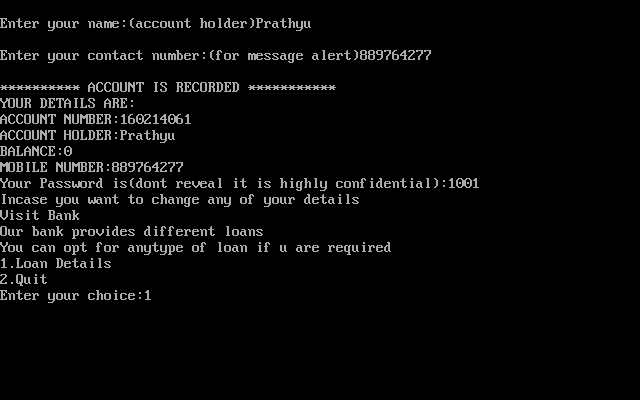 Enter your name:(account holder)Prathyu
Enter your contact number:(for message alert)889764277
********** ACCOUNT IS RECORDED ***********
YOUR DETAILS ARE:
ACCOUNT NUMBER:160214061
ACCOUNT HOLDER:Prathyu
BALANCE:0
MOBILE NUMBER:889764277
Your Password is(dont reveal it is highly confidential):1001
Incase you want to change any of your details
Visit Bank
Our bank provides different loans
You can opt for anytype of loan if u are required
1.Loan Details
2.Quit
Enter your choice:1